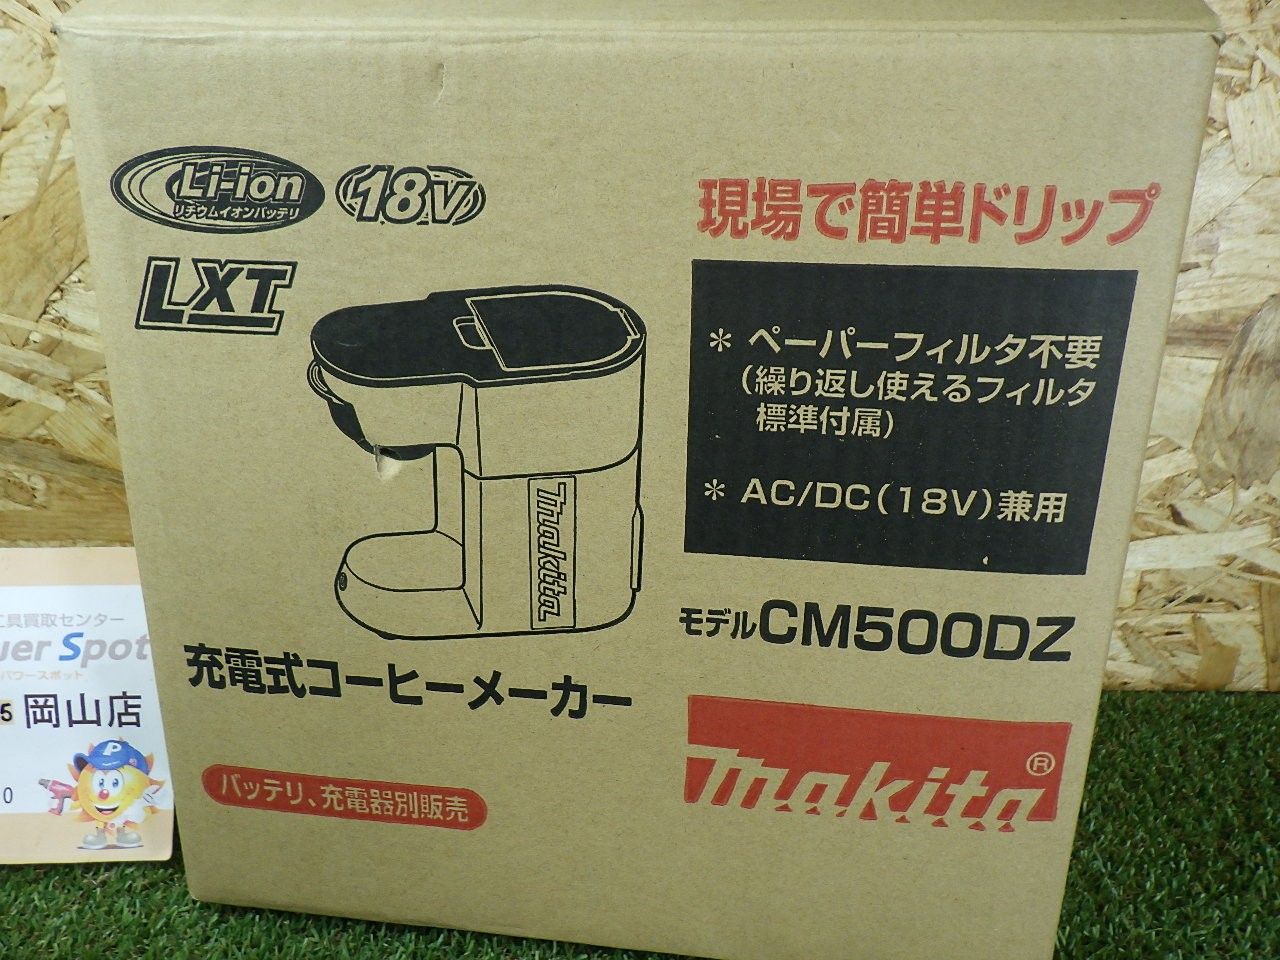 Li-ion
リチウムイオンバッテリ
18V
LXT
現場で簡単ドリップ
* ペーパーフィルタ不要
(繰り返し使えるフィルタ
標準付属)
* AC/DC(18V)兼用
makita
モデルCM500DZ
充電式コーヒーメーカー
makita®
バッテリ、充電器別販売
工具買取センター
wer Spot
パワースポット
5 岡山店
P
0